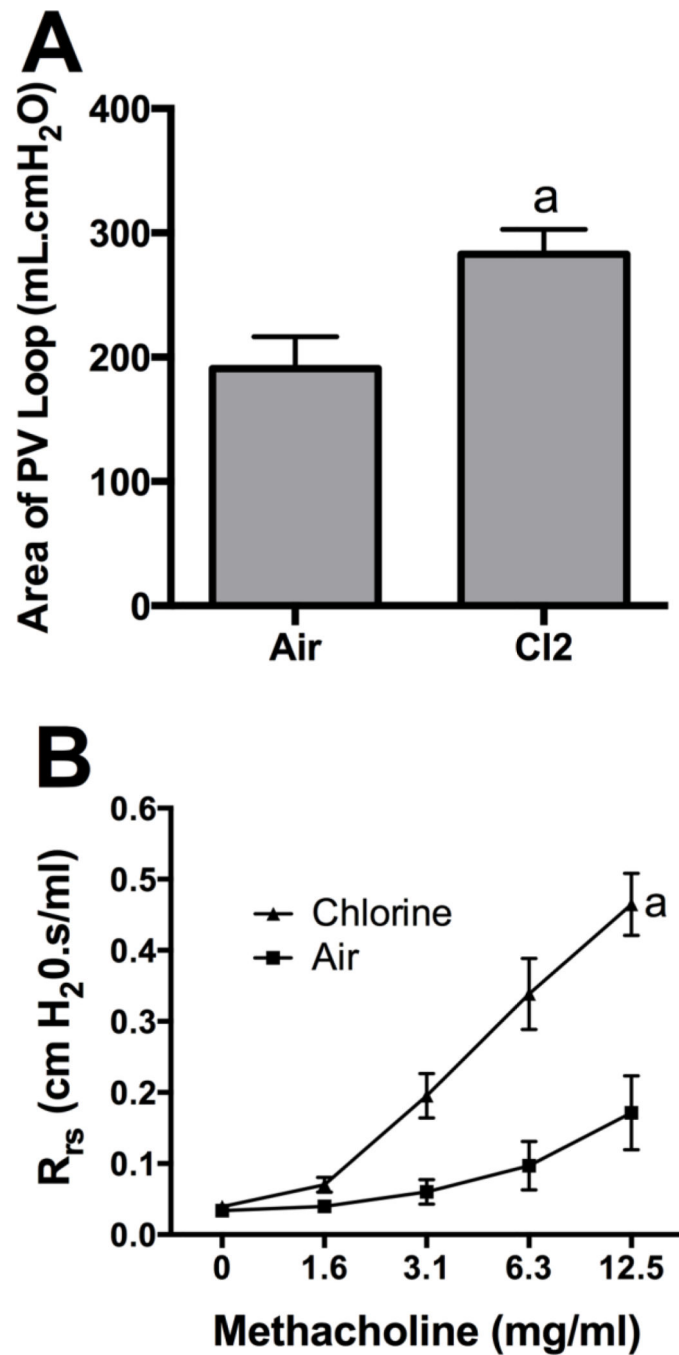 A
Area of PV Loop (mL.cmH₂O)
400
300
200
100
0
a
Air
Cl2
B
R_rs (cm H₂0.s/ml)
0.6
0.5
0.4
0.3
0.2
0.1
0.0
Chlorine
Air
a
0 1.6 3.1 6.3 12.5
Methacholine (mg/ml)